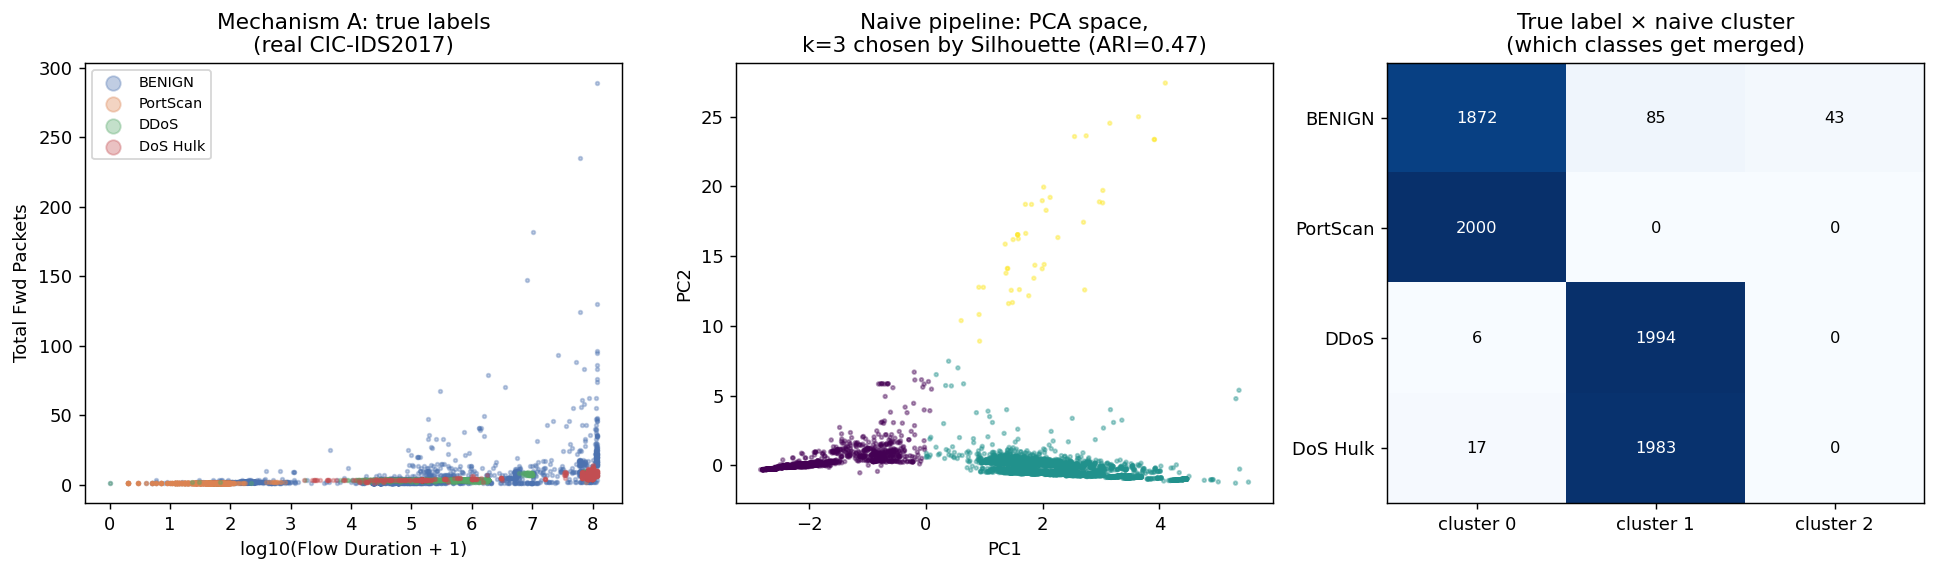 Mechanism A: true labels
(real CIC-IDS2017)
Total Fwd Packets
300
250
200
150
100
50
0
BENIGN
PortScan
DDoS
DoS Hulk
0 1 2 3 4 5 6 7 8
log10(Flow Duration + 1)
Naive pipeline: PCA space,
k=3 chosen by Silhouette (ARI=0.47)
PC2
25
20
15
10
5
0
−2 0 2 4
PC1
True label × naive cluster
(which classes get merged)
BENIGN 1872 85 43
PortScan 2000 0 0
DDoS 6 1994 0
DoS Hulk 17 1983 0
cluster 0 cluster 1 cluster 2